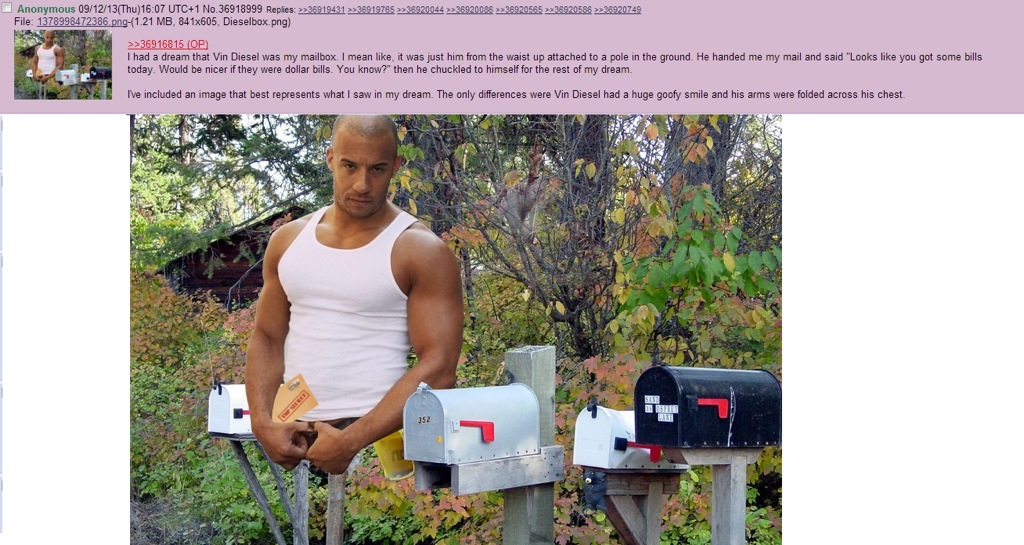 Anonymous 09/12/13(Thu)16:07 UTC+1 No.36918999 Replies: >>36919431 >>36919765 >>36920044 >>36920086 >>36920565 >>36920586 >>36920749
File: 1378998472386.png-(1.21 MB, 841x605, Dieselbox.png)
>>36916815 (OP)
I had a dream that Vin Diesel was my mailbox. I mean like, it was just him from the waist up attached to a pole in the ground. He handed me my mail and said "Looks like you got some bills
today. Would be nicer if they were dollar bills. You know?" then he chuckled to himself for the rest of my dream.
I've included an image that best represents what I saw in my dream. The only differences were Vin Diesel had a huge goofy smile and his arms were folded across his chest.
TOP SECRET
352